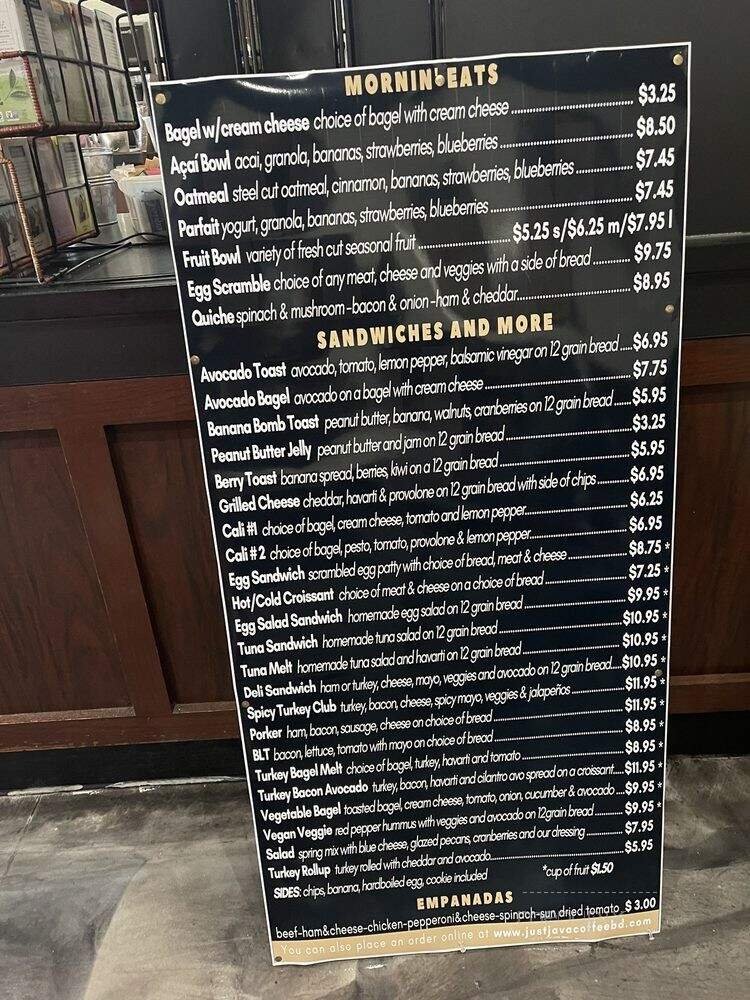 MORNIN' EATS
Bagel w/cream cheese choice of bagel with cream cheese ........ $3.25
Açaí Bowl acai, granola, bananas, strawberries, blueberries ........ $8.50
Oatmeal steel cut oatmeal, cinnamon, bananas, strawberries, blueberries ........ $7.45
Parfait yogurt, granola, bananas, strawberries, blueberries ........ $7.45
Fruit Bowl variety of fresh cut seasonal fruit ........ $5.25 s/$6.25 m/$7.95 l
Egg Scramble choice of any meat, cheese and veggies with a side of bread ........ $9.75
Quiche spinach & mushroom - bacon & onion - ham & cheddar ........ $8.95
SANDWICHES AND MORE
Avocado Toast avocado, tomato, lemon pepper, balsamic vinegar on 12 grain bread ..... $6.95
Avocado Bagel avocado on a bagel with cream cheese ........ $7.75
Banana Bomb Toast peanut butter, banana, walnuts, cranberries on 12 grain bread ..... $5.95
Peanut Butter Jelly peanut butter and jam on 12 grain bread ........ $3.25
Berry Toast banana spread, berries, kiwi on a 12 grain bread ........ $5.95
Grilled Cheese cheddar, havarti & provolone on 12 grain bread with side of chips ........ $6.95
Cali #1 choice of bagel, cream cheese, tomato and lemon pepper ........ $6.25
Cali #2 choice of bagel, pesto, tomato, provolone & lemon pepper ........ $6.95
Egg Sandwich scrambled egg patty with choice of bread, meat & cheese ........ $8.75 *
Hot/Cold Croissant choice of meat & cheese on a choice of bread ........ $7.25 *
Egg Salad Sandwich homemade egg salad on 12 grain bread ........ $9.95 *
Tuna Sandwich homemade tuna salad on 12 grain bread ........ $10.95 *
Tuna Melt homemade tuna salad and havarti on 12 grain bread ........ $10.95 *
Deli Sandwich ham or turkey, cheese, mayo, veggies and avocado on 12 grain bread.... $10.95 *
Spicy Turkey Club turkey, bacon, cheese, spicy mayo, veggies & jalapeños ........ $11.95 *
Porker ham, bacon, sausage, cheese on choice of bread ........ $11.95 *
BLT bacon, lettuce, tomato with mayo on choice of bread ........ $8.95 *
Turkey Bagel Melt choice of bagel, turkey, havarti and tomato ........ $8.95 *
Turkey Bacon Avocado turkey, bacon, havarti and cilantro avo spread on a croissant.... $11.95 *
Vegetable Bagel toasted bagel, cream cheese, tomato, onion, cucumber & avocado .... $9.95 *
Vegan Veggie red pepper hummus with veggies and avocado on 12grain bread ........ $9.95 *
Salad spring mix with blue cheese, glazed pecans, cranberries and our dressing ........ $7.95
Turkey Rollup turkey rolled with cheddar and avocado ........ $5.95
SIDES: chips, banana, hardboiled egg, cookie included *cup of fruit $1.50
EMPANADAS
beef-ham&cheese-chicken-pepperoni&cheese-spinach-sun dried tomato $ 3.00
You can also place an order online at www.justjavacoffeebd.com